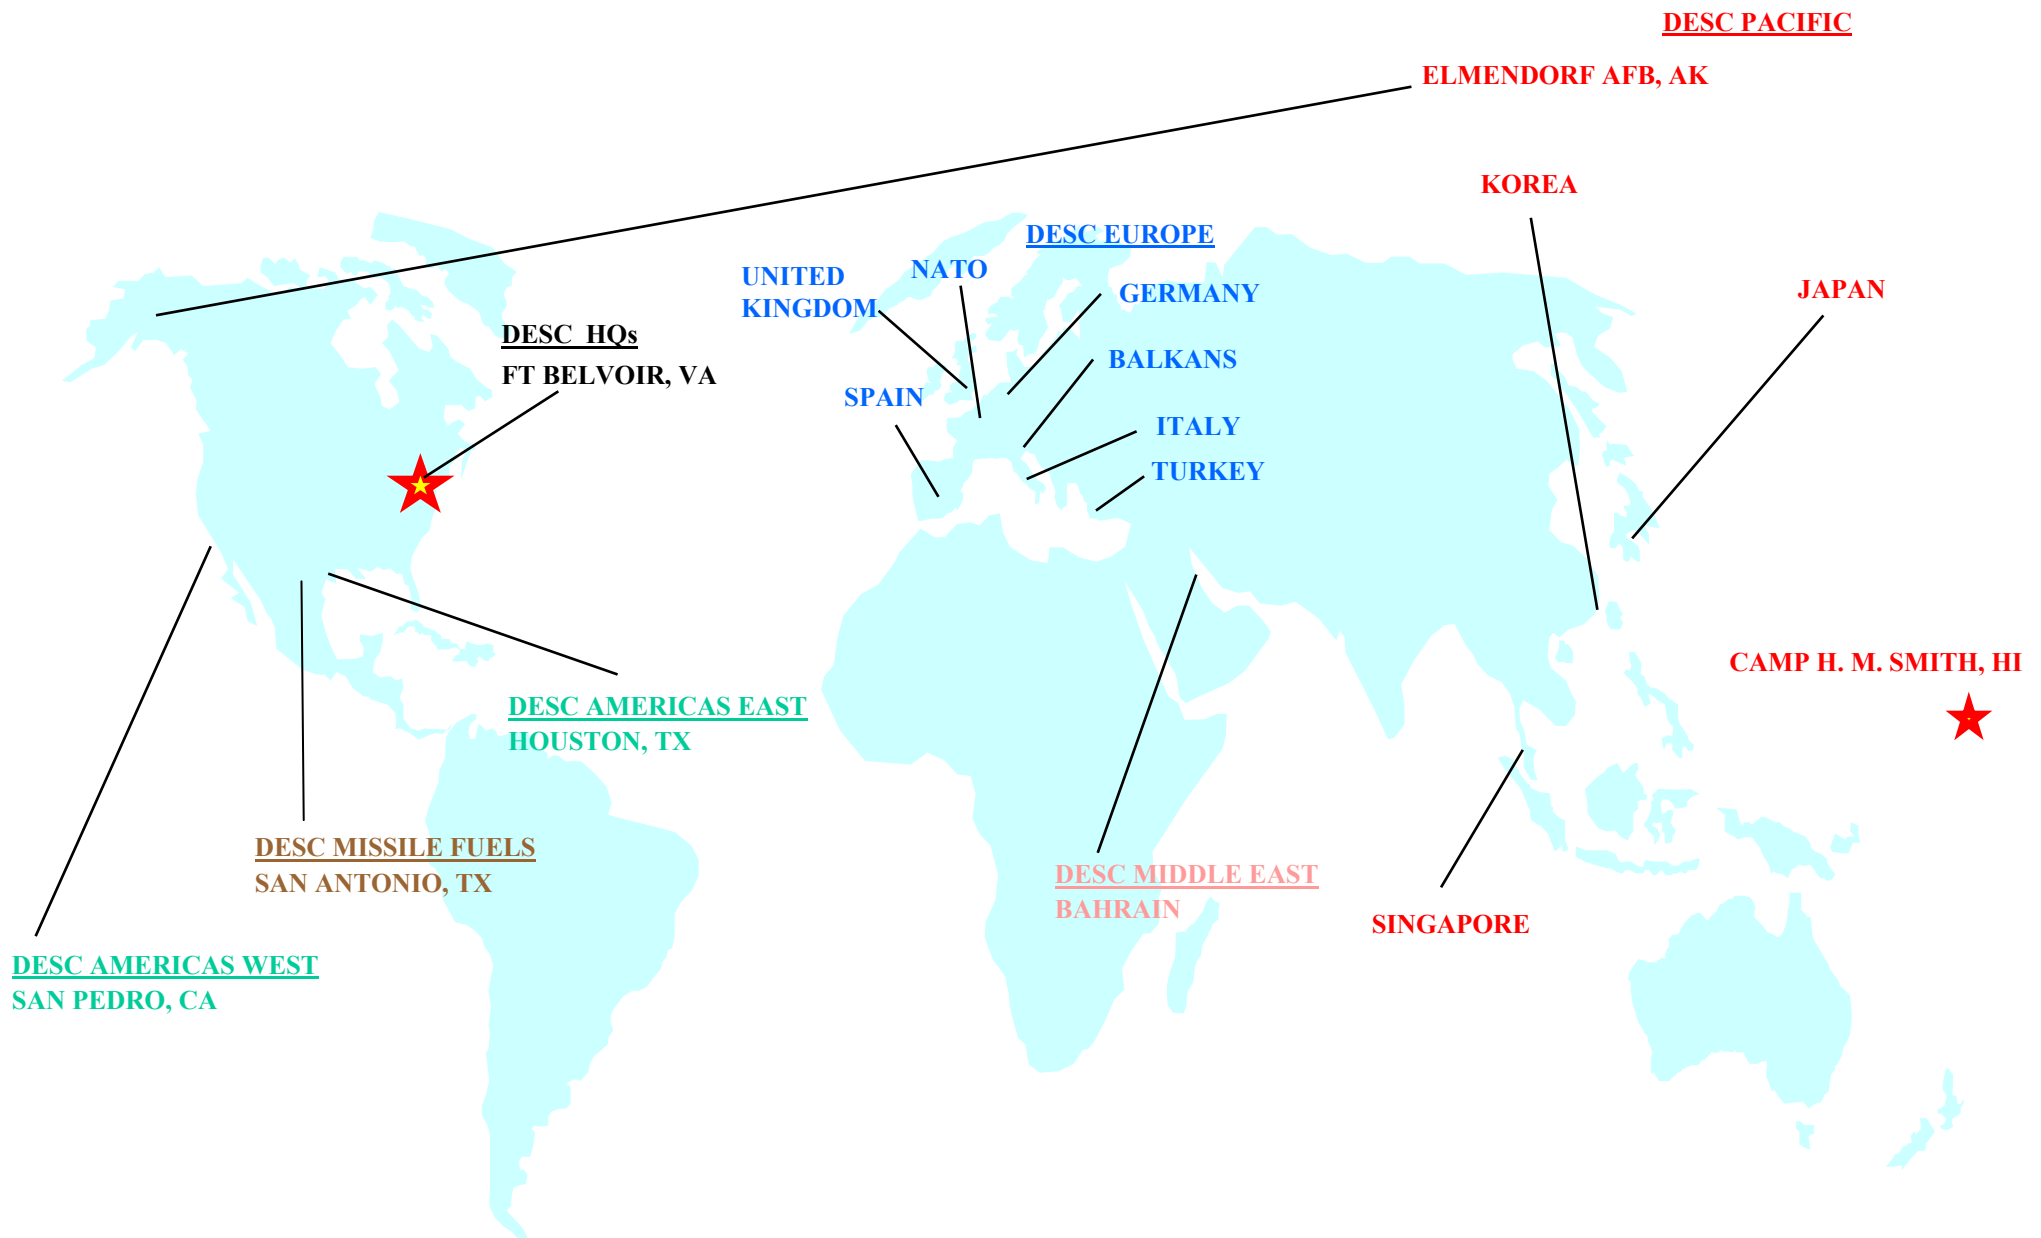 DESC PACIFIC
ELMENDORF AFB, AK
KOREA
JAPAN
CAMP H. M. SMITH, HI
SINGAPORE
DESC EUROPE
UNITED
KINGDOM
NATO
GERMANY
BALKANS
SPAIN
ITALY
TURKEY
DESC HQs
FT BELVOIR, VA
DESC AMERICAS EAST
HOUSTON, TX
DESC MISSILE FUELS
SAN ANTONIO, TX
DESC MIDDLE EAST
BAHRAIN
DESC AMERICAS WEST
SAN PEDRO, CA